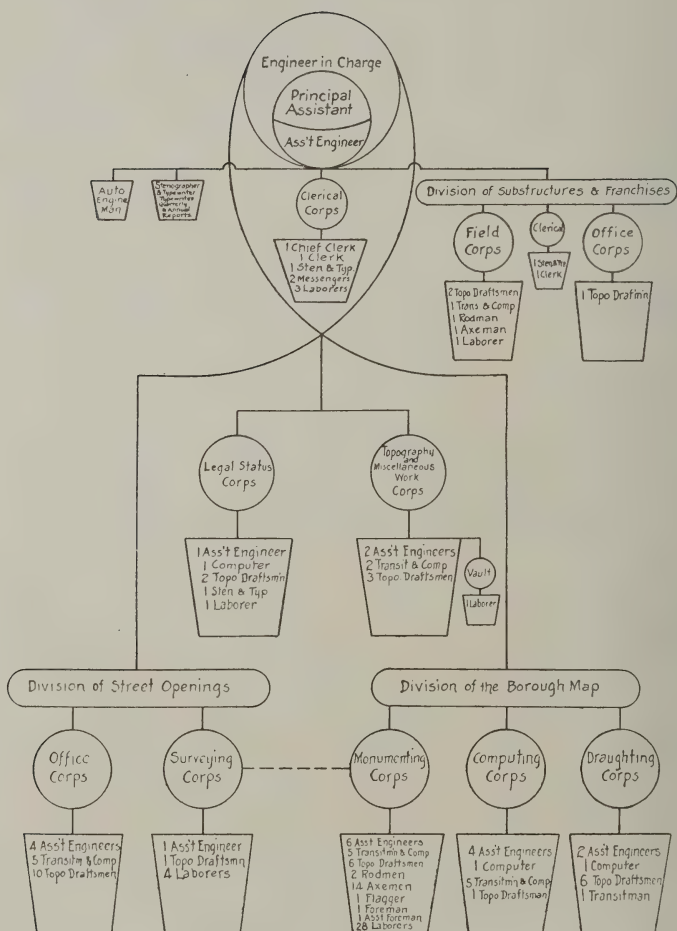 Engineer in Charge
Principal
Assistant
Ass't Engineer
Auto
Engine
Man
Stenographer
& Typewriter
Typewrites
Quarterly
& Annual
Reports
Clerical
Corps
1 Chief Clerk
1 Clerk
1 Sten & Typ.
2 Messengers
3 Laborers
Division of Substructures & Franchises
Field
Corps
2 Topo Draftsmen
1 Trans & Comp
1 Rodman
1 Axeman
1 Laborer
Clerical
1 Sten & Typ
1 Clerk
Office
Corps
1 Topo Draf'm'n
Legal Status
Corps
1 Ass't Engineer
1 Computer
2 Topo Draftsm'n
1 Sten & Typ
1 Laborer
Topography
and
Miscellaneous
Work
Corps
2 Ass't Engineers
2 Transit & Comp
3 Topo. Draftsmen
Vault
1 Laborer
Division of Street Openings
Office
Corps
4 Ass't Engineers
5 Transitm & Comp
10 Topo Draftsmen
Surveying
Corps
1 Ass't Engineer
1 Topo Draftsmn
4 Laborers
Division of the Borough Map
Monumenting
Corps
6 Asst Engineers
5 Transitm'n & Comp
6 Topo Draftsmen
2 Rodmen
14 Axemen
1 Flagger
1 Foreman
1 Asst Foreman
28 Laborers
Computing
Corps
4 Ass't Engineers
1 Computer
5 Transitm'n & Comp
1 Topo Draftsman
Draughting
Corps
2 Ass't Engineers
1 Computer
6 Topo Draftsmen
1 Transitman